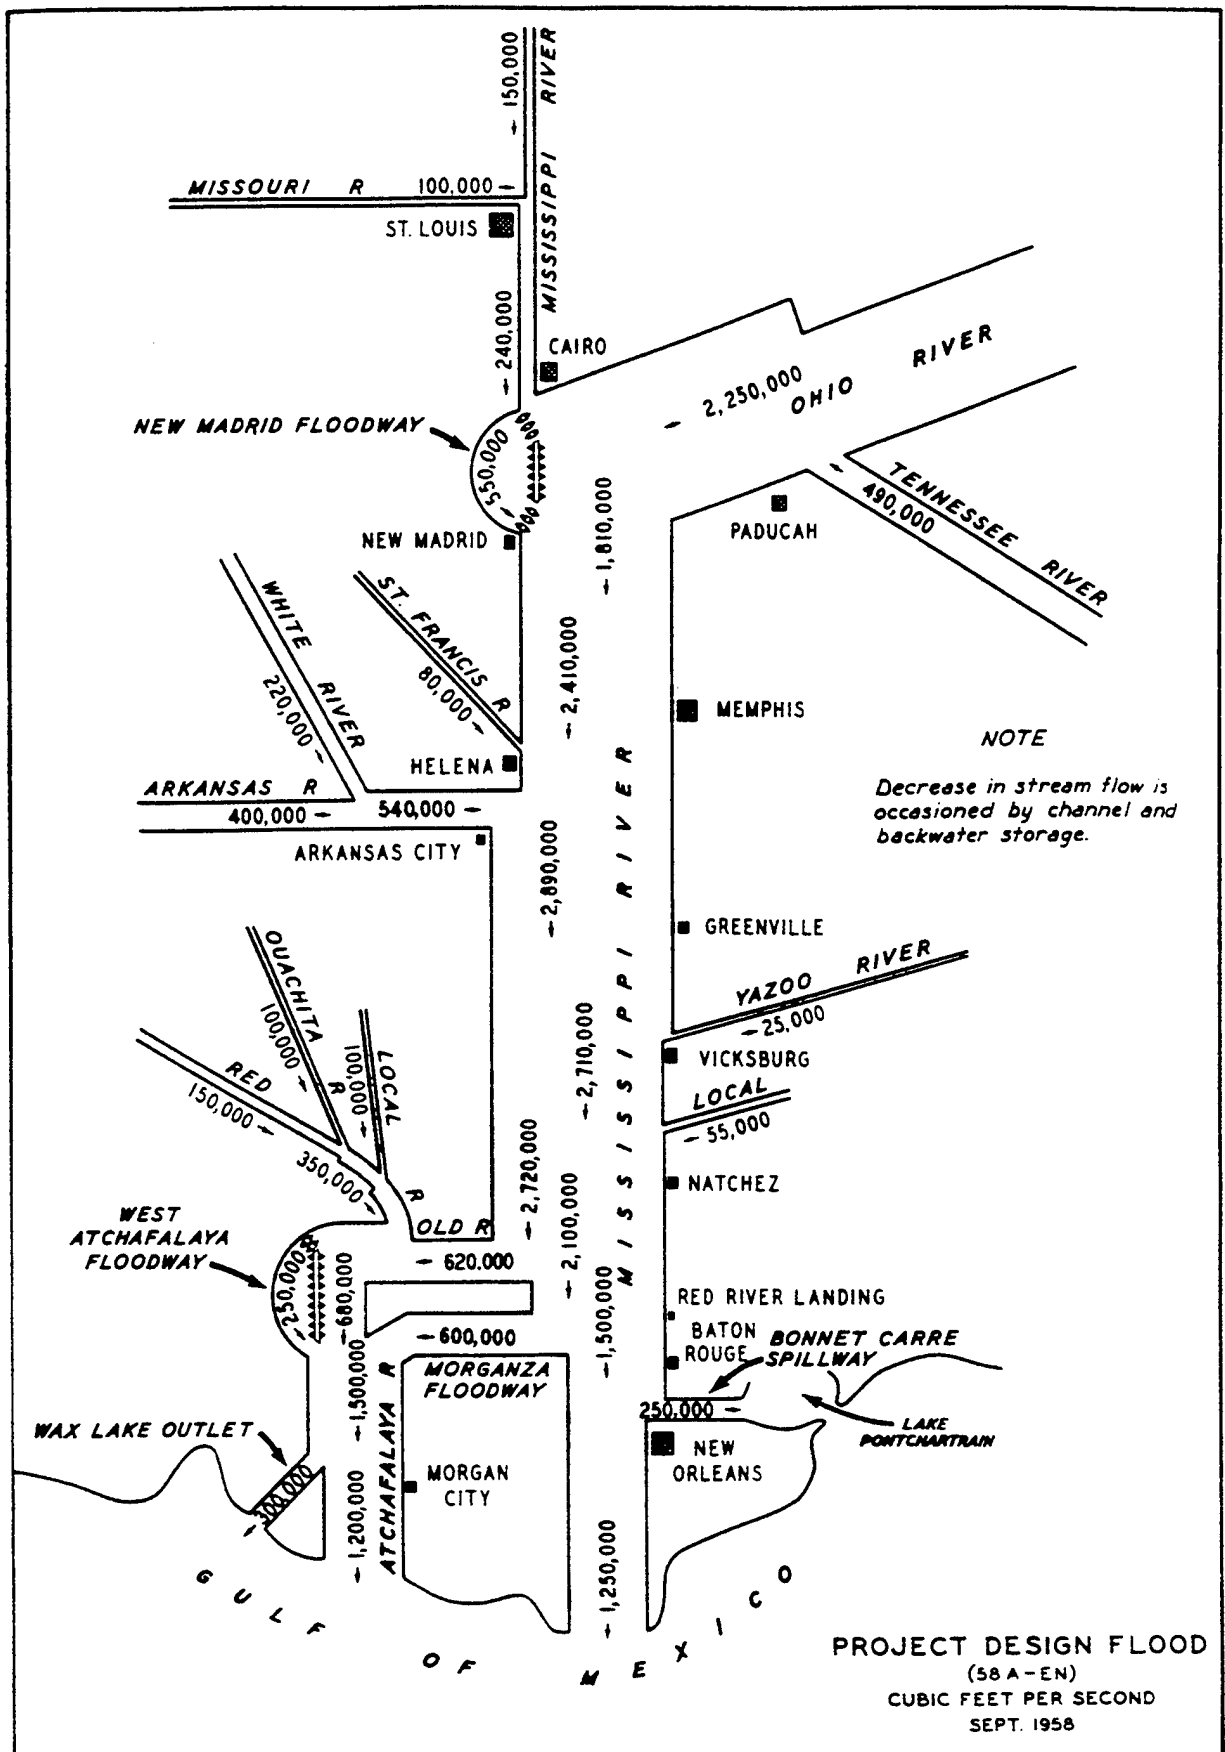 150,000
MISSISSIPPI RIVER
MISSOURI R 100,000
ST. LOUIS
240,000
CAIRO
2,250,000
OHIO RIVER
NEW MADRID FLOODWAY
550,000
1,810,000
TENNESSEE RIVER
490,000
PADUCAH
NEW MADRID
WHITE RIVER
220,000
ST. FRANCIS R
80,000
2,410,000
MEMPHIS
HELENA
NOTE
Decrease in stream flow is
occasioned by channel and
backwater storage.
ARKANSAS R
400,000
540,000
ARKANSAS CITY
2,890,000
MISSISSIPPI RIVER
GREENVILLE
YAZOO RIVER
25,000
OUACHITA R
100,000
LOCAL
100,000
RED R
150,000
350,000
2,710,000
VICKSBURG
LOCAL
55,000
2,720,000
NATCHEZ
WEST
ATCHAFALAYA
FLOODWAY
OLD R
620,000
2,100,000
250,000
680,000
RED RIVER LANDING
1,500,000
BATON
ROUGE
BONNET CARRE
SPILLWAY
600,000
MORGANZA
FLOODWAY
1,500,000
ATCHAFALAYA R
250,000
LAKE
PONTCHARTRAIN
WAX LAKE OUTLET
300,000
NEW
ORLEANS
MORGAN
CITY
1,200,000
1,250,000
GULF OF MEXICO
PROJECT DESIGN FLOOD
(58 A-EN)
CUBIC FEET PER SECOND
SEPT. 1958